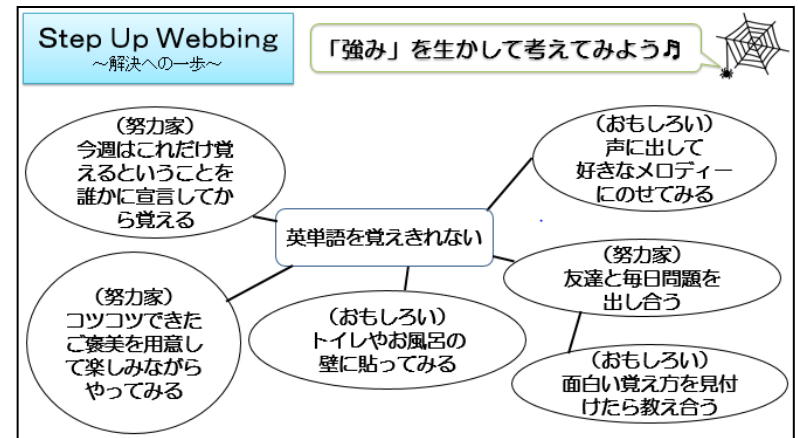 Step Up Webbing
～解決への一歩～
「強み」を生かして考えてみよう♬
(努力家)
今週はこれだけ覚
えるということを
誰かに宣言してか
ら覚える
(おもしろい)
声に出して
好きなメロディー
にのせてみる
英単語を覚えきれない
(努力家)
友達と毎日問題を
出し合う
(努力家)
コツコツできた
ご褒美を用意し
て楽しみながら
やってみる
(おもしろい)
トイレやお風呂の
壁に貼ってみる
(おもしろい)
面白い覚え方を見付
けたら教え合う